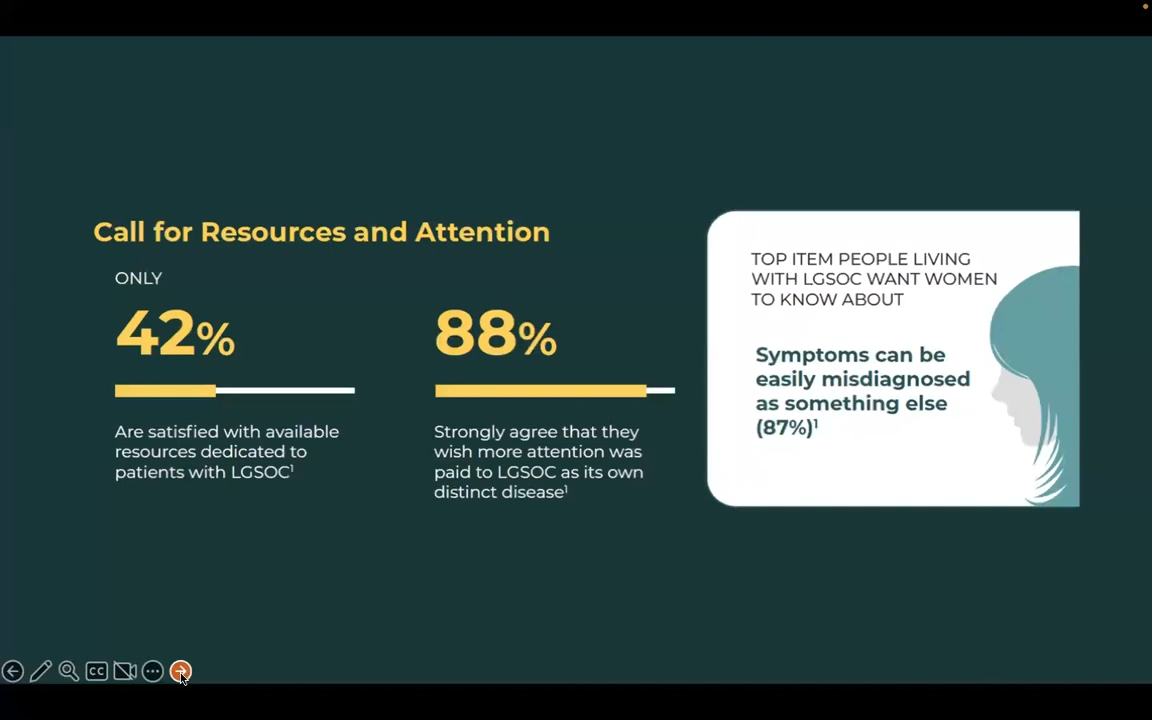 Call for Resources and Attention
ONLY
42%
Are satisfied with available
resources dedicated to
patients with LGSOC¹
88%
Strongly agree that they
wish more attention was
paid to LGSOC as its own
distinct disease¹
TOP ITEM PEOPLE LIVING
WITH LGSOC WANT WOMEN
TO KNOW ABOUT
Symptoms can be
easily misdiagnosed
as something else
(87%)¹
CC